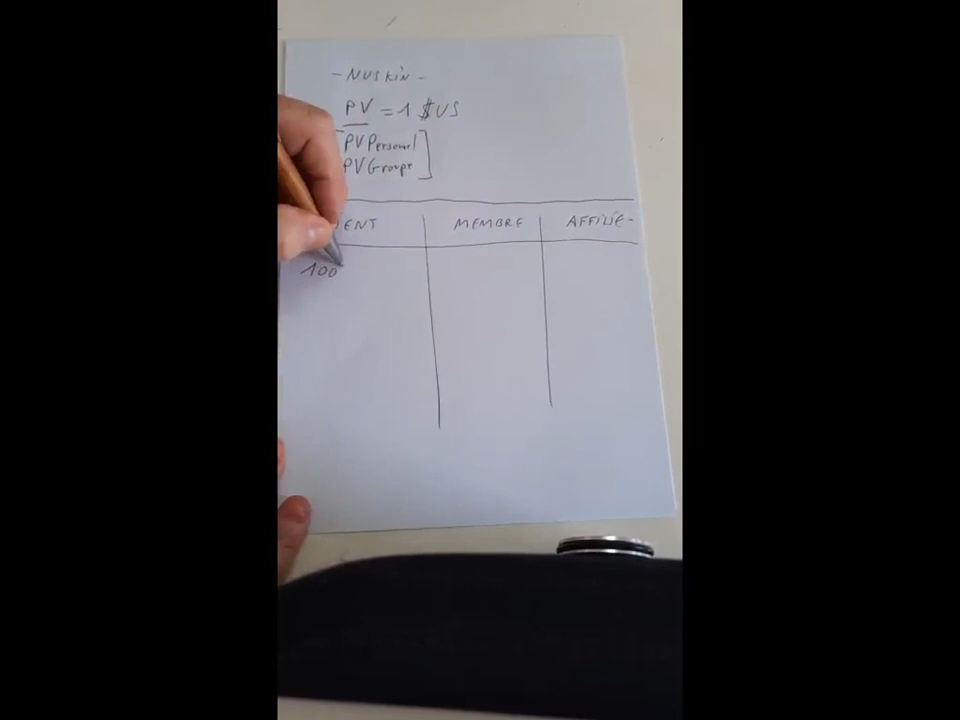 - NUSKIN -
PV = 1 $US
PV Personel
PV Groupe
ENT MEMBRE AFFILIE-
100